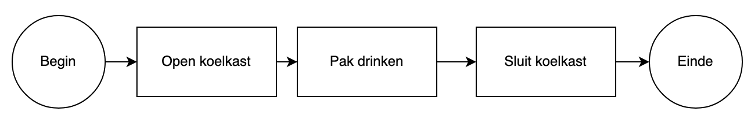 Begin
Open koelkast
Pak drinken
Sluit koelkast
Einde